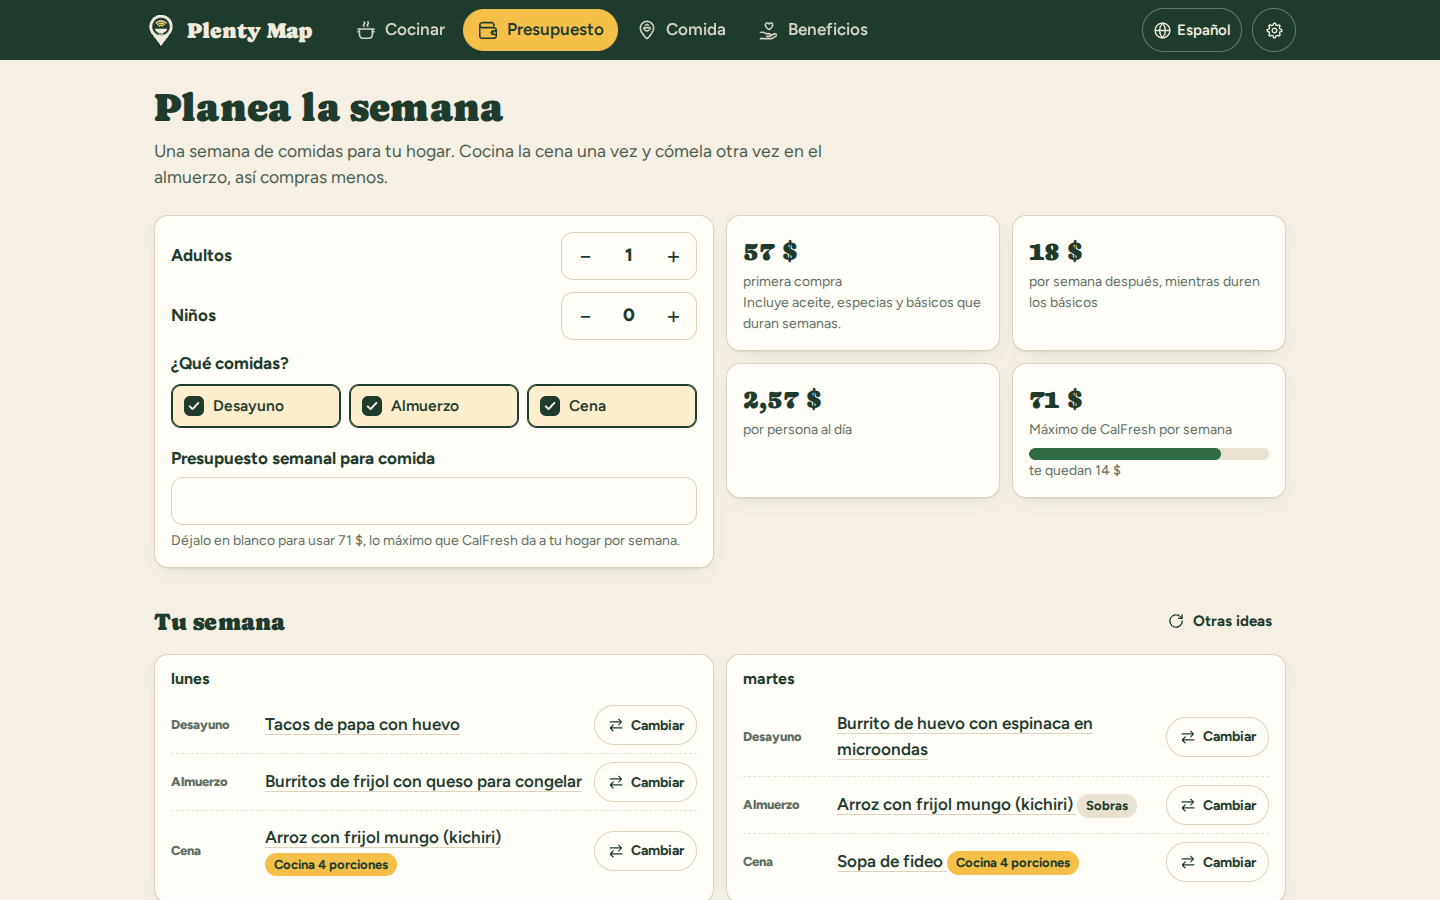 Plenty Map
Cocinar
Presupuesto
Comida
Beneficios
Español
Planea la semana
Una semana de comidas para tu hogar. Cocina la cena una vez y cómela otra vez en el
almuerzo, así compras menos.
Adultos
− 1 +
Niños
− 0 +
¿Qué comidas?
Desayuno
Almuerzo
Cena
Presupuesto semanal para comida
Déjalo en blanco para usar 71 $, lo máximo que CalFresh da a tu hogar por semana.
57 $
primera compra
Incluye aceite, especias y básicos que
duran semanas.
18 $
por semana después, mientras duren
los básicos
2,57 $
por persona al día
71 $
Máximo de CalFresh por semana
te quedan 14 $
Tu semana
Otras ideas
lunes
Desayuno
Tacos de papa con huevo
Cambiar
Almuerzo
Burritos de frijol con queso para congelar
Cambiar
Cena
Arroz con frijol mungo (kichiri)
Cocina 4 porciones
Cambiar
martes
Desayuno
Burrito de huevo con espinaca en
microondas
Cambiar
Almuerzo
Arroz con frijol mungo (kichiri) Sobras
Cambiar
Cena
Sopa de fideo Cocina 4 porciones
Cambiar